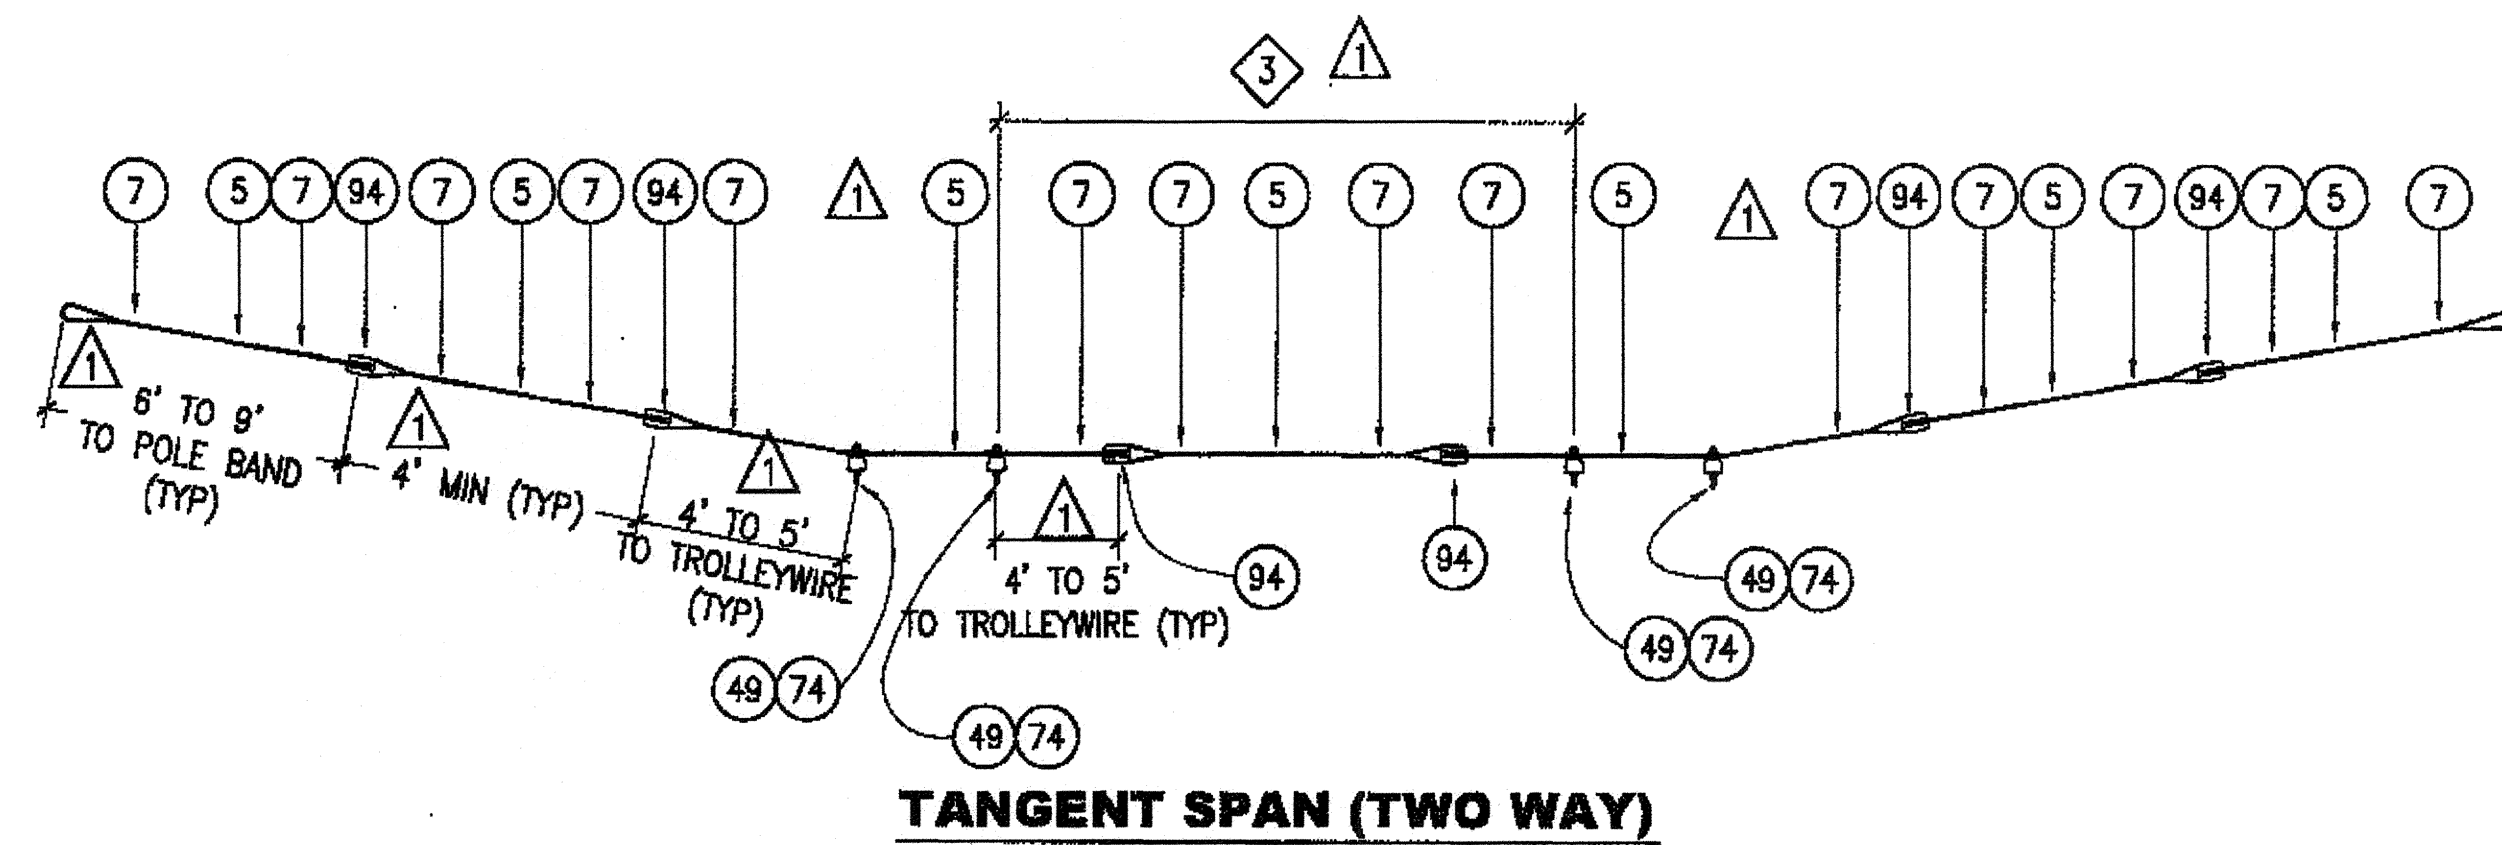 3 1
7 5 7 94 7 5 7 94 7 1 5 7 7 5 7 7 5 1 7 94 7 5 7 94 7 5 7
1
6' TO 9'
TO POLE BAND
(TYP)
1
4' MIN (TYP)
1
4' TO 5'
TO TROLLEYWIRE
(TYP)
1
4' TO 5'
TO TROLLEYWIRE (TYP)
94
94
49 74
49 74
49 74
49 74
TANGENT SPAN (TWO WAY)